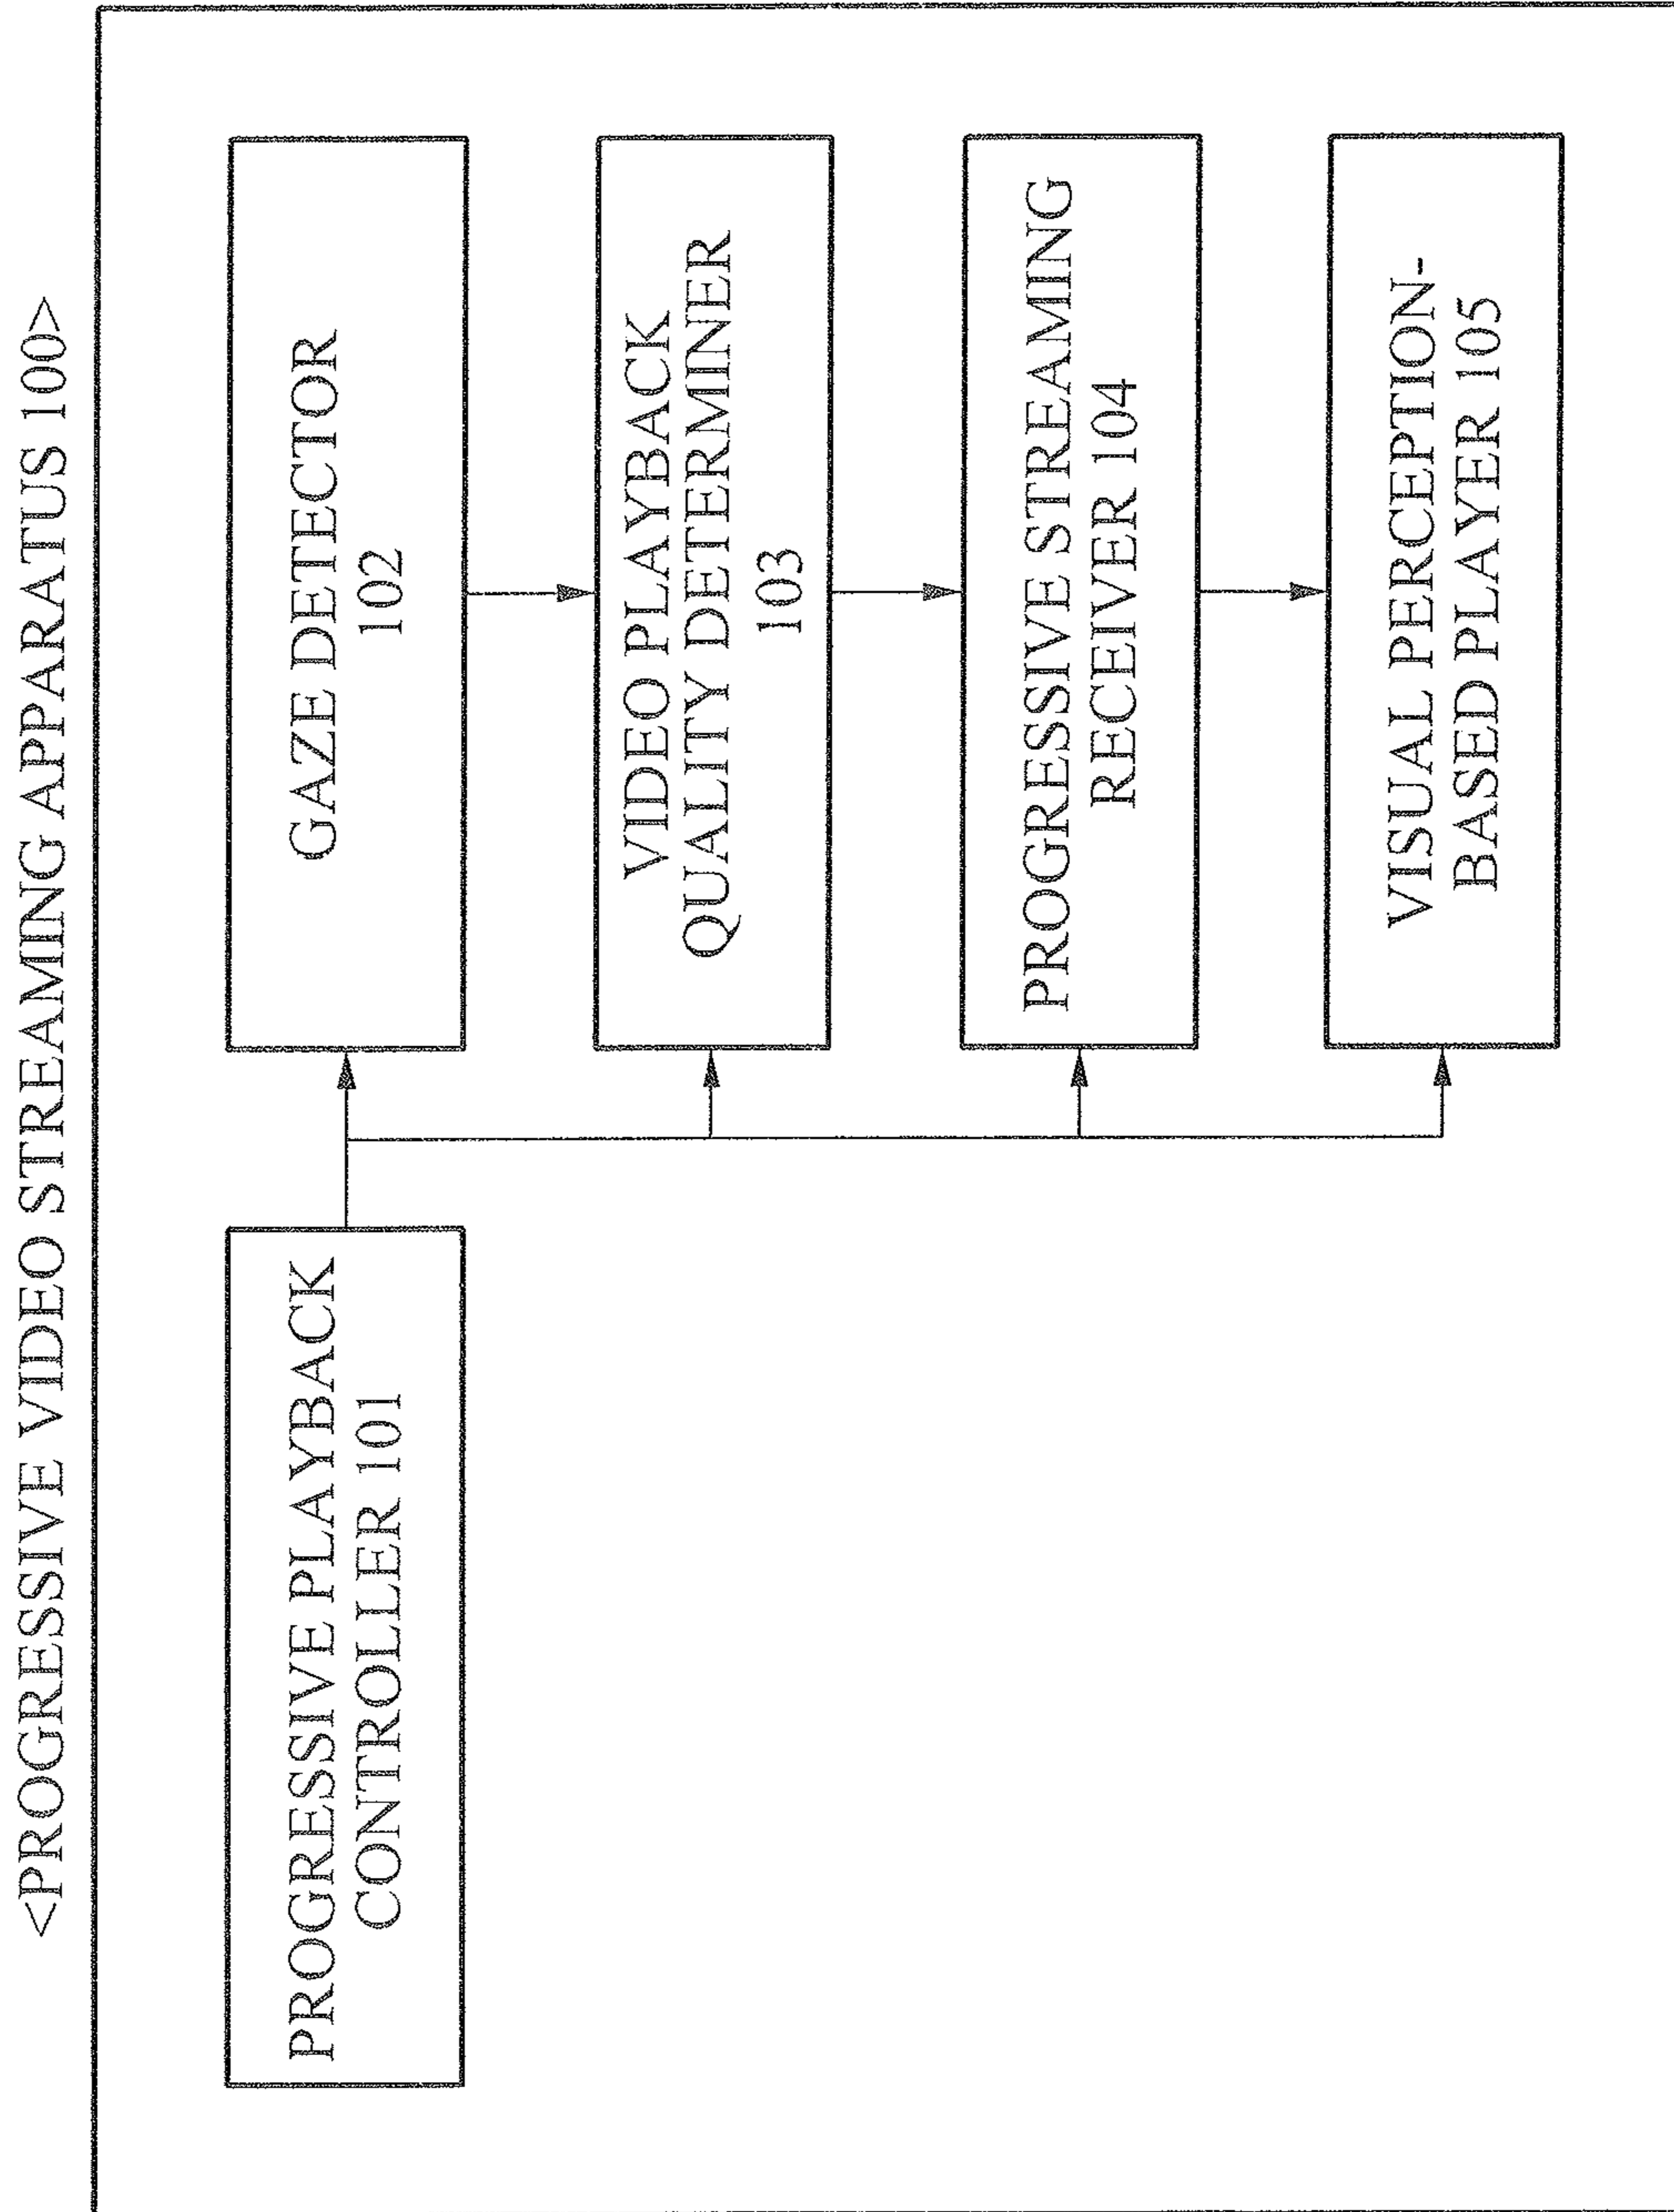 <PROGRESSIVE VIDEO STREAMING APPARATUS 100>
PROGRESSIVE PLAYBACK
CONTROLLER 101
GAZE DETECTOR
102
VIDEO PLAYBACK
QUALITY DETERMINER
103
PROGRESSIVE STREAMING
RECEIVER 104
VISUAL PERCEPTION-
BASED PLAYER 105